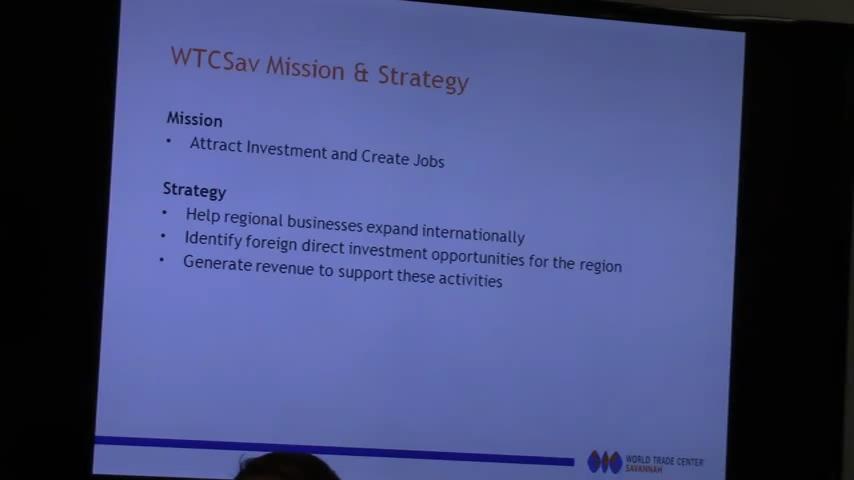 WTCSav Mission & Strategy
Mission
• Attract Investment and Create Jobs
Strategy
• Help regional businesses expand internationally
• Identify foreign direct investment opportunities for the region
• Generate revenue to support these activities
WORLD TRADE CENTER
SAVANNAH